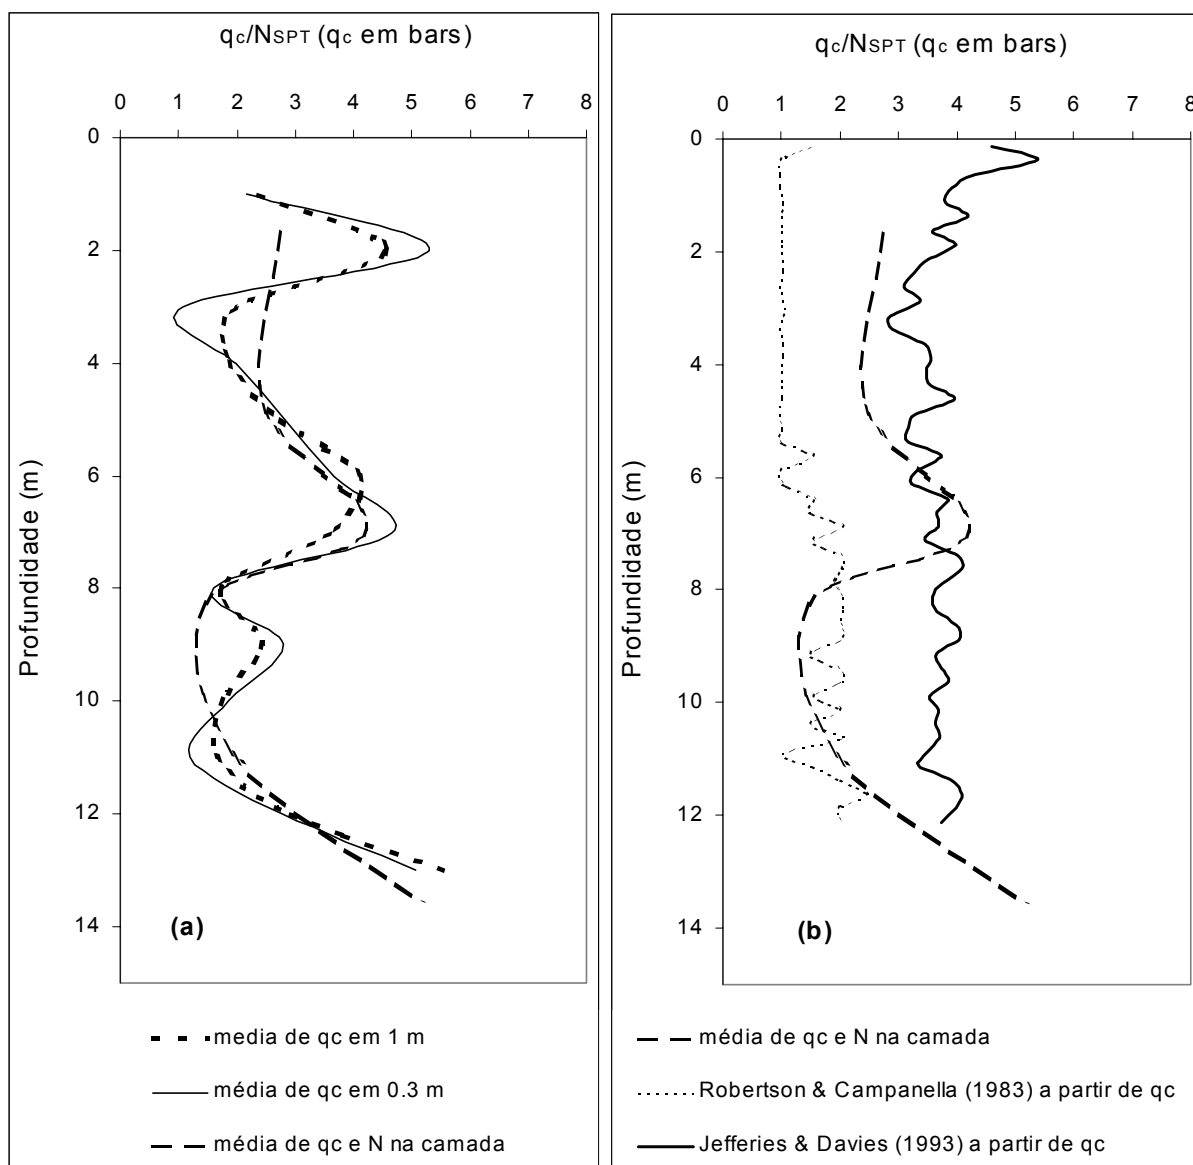 qc/NSPT (qc em bars)
0 1 2 3 4 5 6 7 8
0
2
4
6
8
10
12
14
Profundidade (m)
(a)
media de qc em 1 m
média de qc em 0.3 m
média de qc e N na camada
qc/NSPT (qc em bars)
0 1 2 3 4 5 6 7 8
0
2
4
6
8
10
12
14
Profundidade (m)
(b)
média de qc e N na camada
Robertson & Campanella (1983) a partir de qc
Jefferies & Davies (1993) a partir de qc